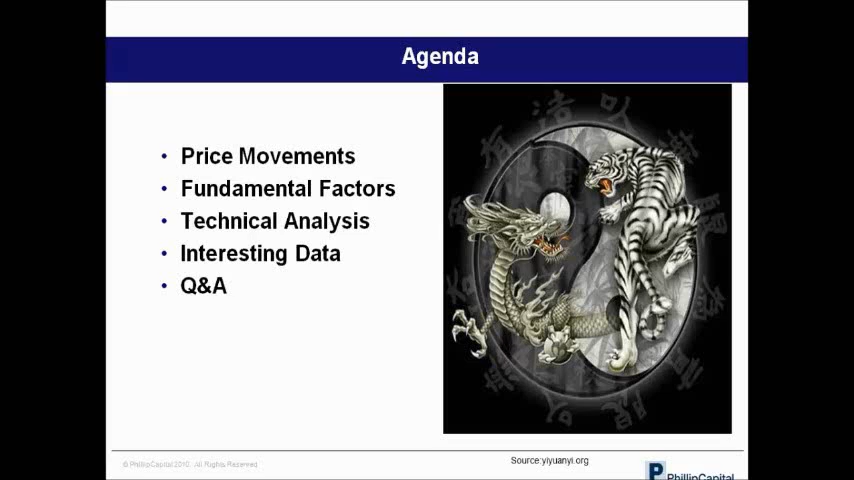 Agenda
• Price Movements
• Fundamental Factors
• Technical Analysis
• Interesting Data
• Q&A
Source:yiyuanyi.org
© PhillipCapital 2010. All Rights Reserved
PhillipCapital